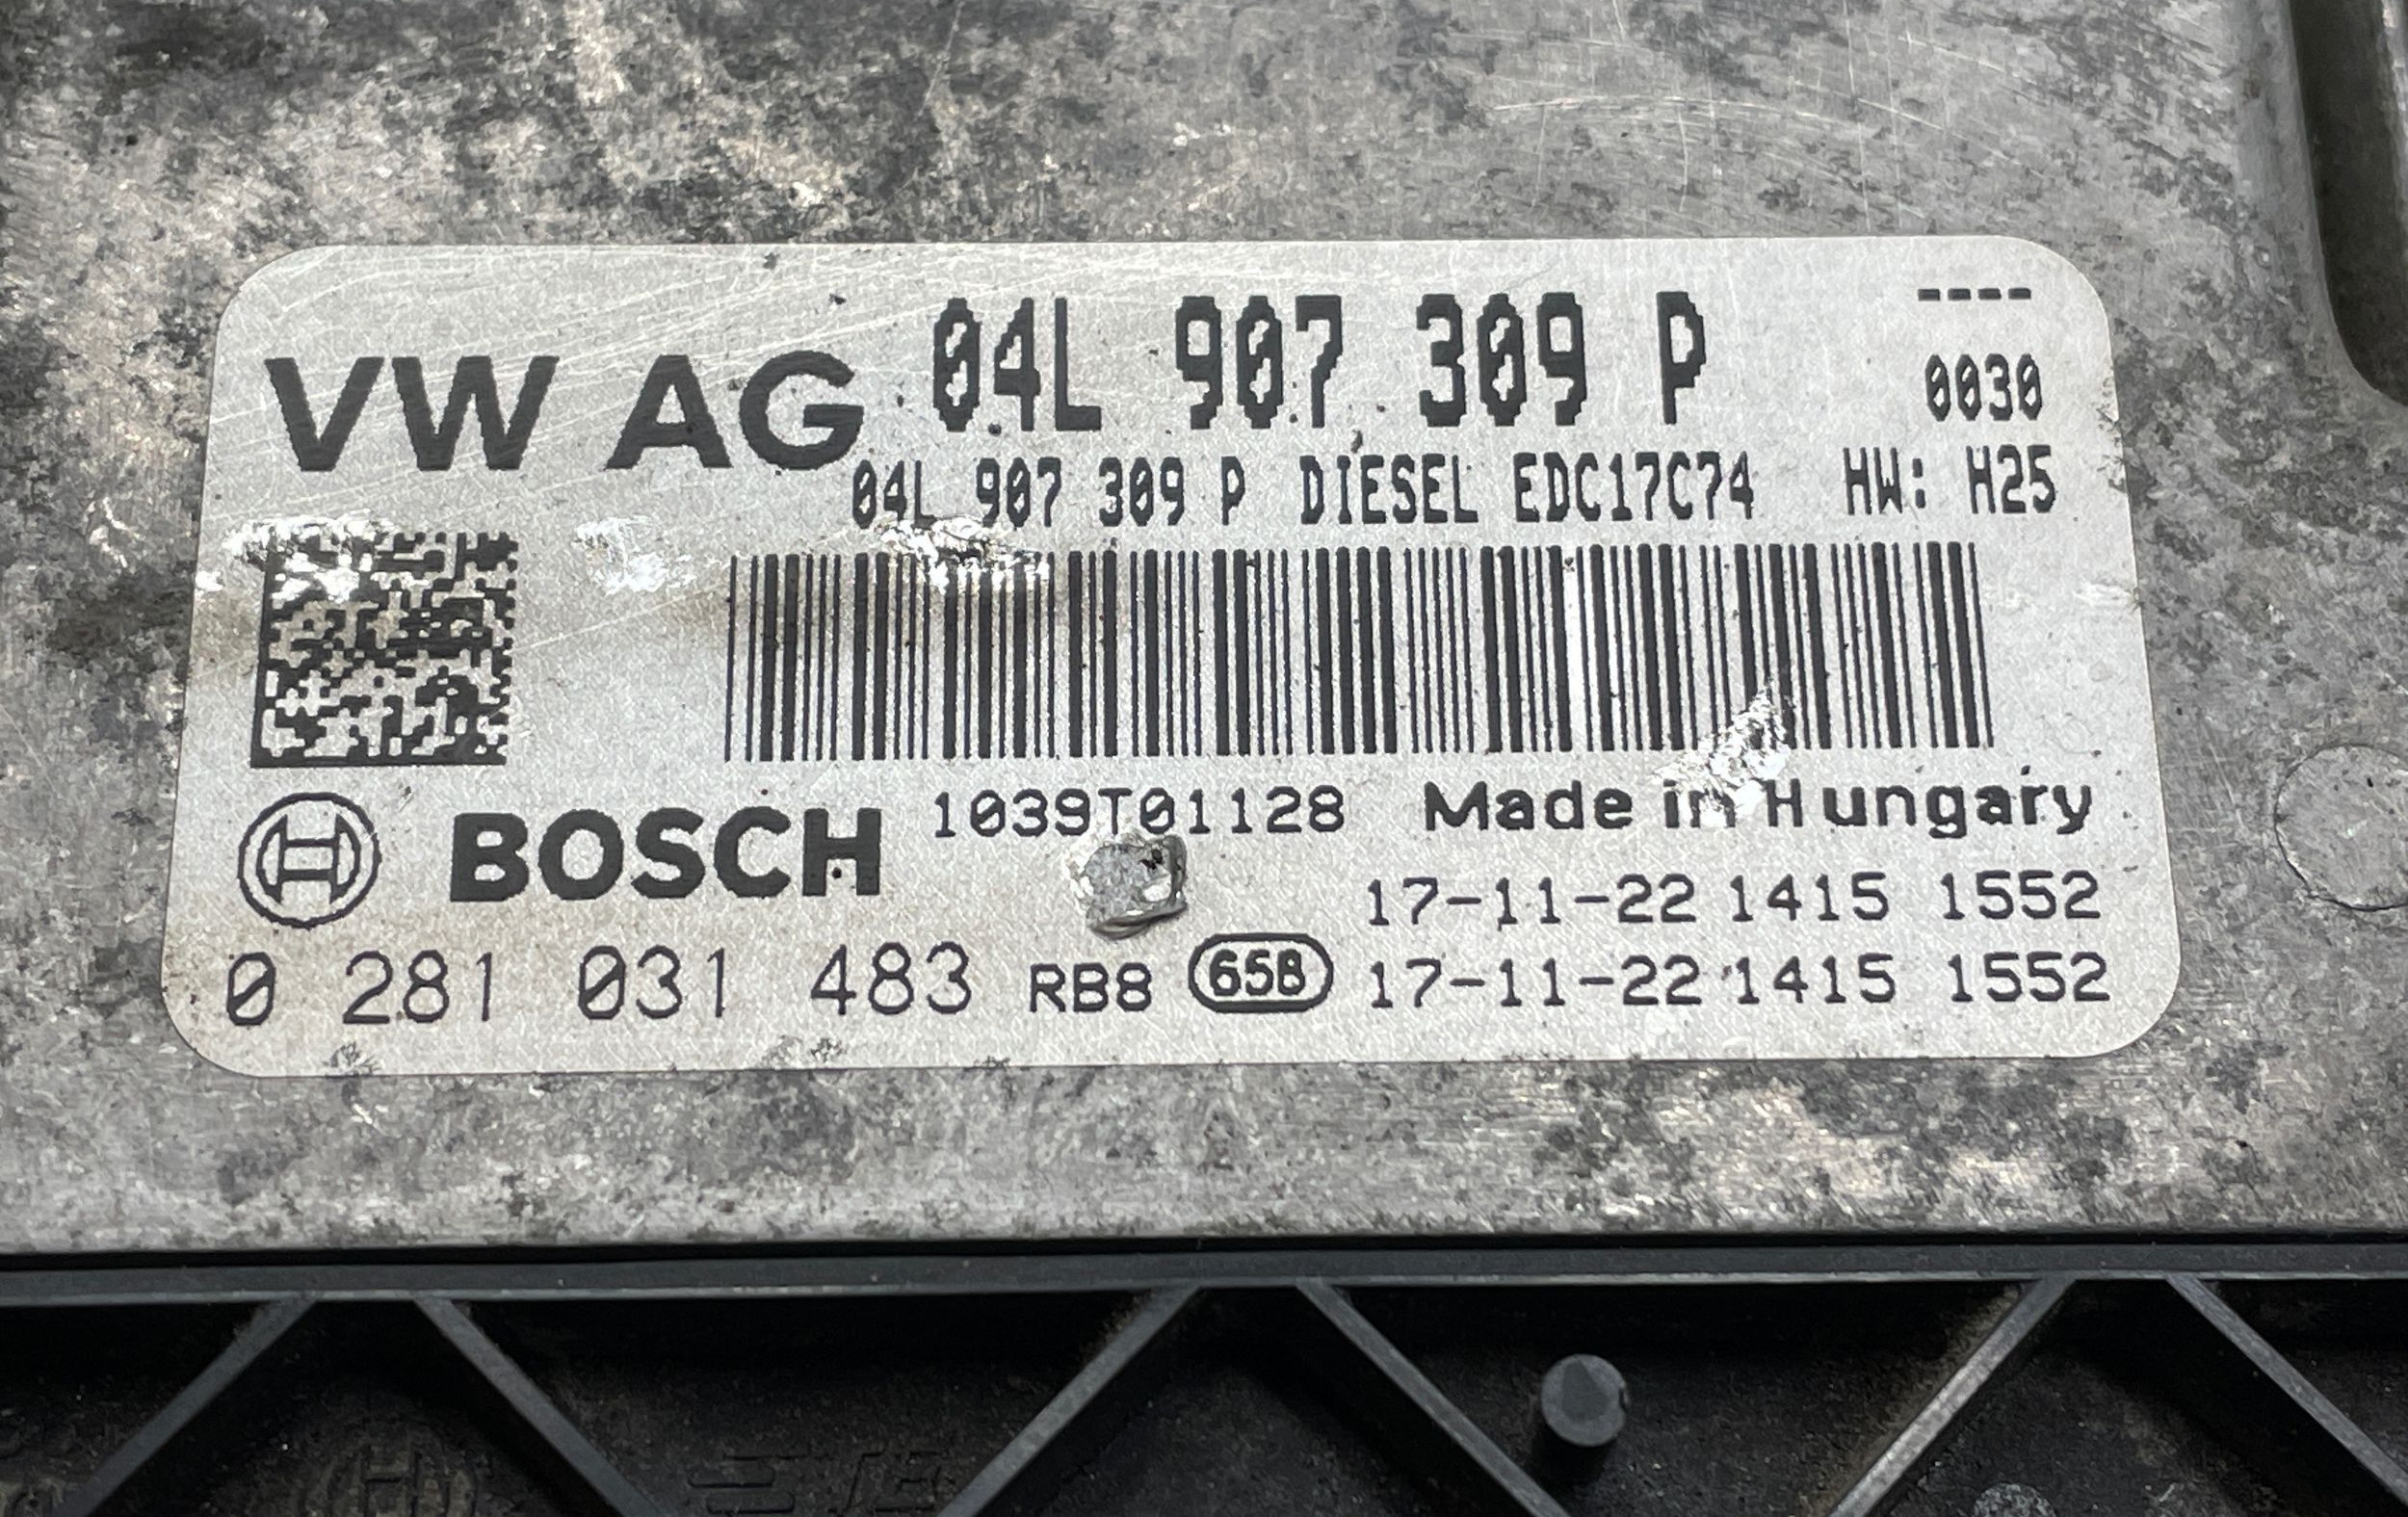 VW AG 04L 907 309 P ----
0030
04L 907 309 P DIESEL EDC17C74 HW: H25
BOSCH 1039T01128 Made in Hungary
17-11-22 1415 1552
0 281 031 483 RB8 658 17-11-22 1415 1552